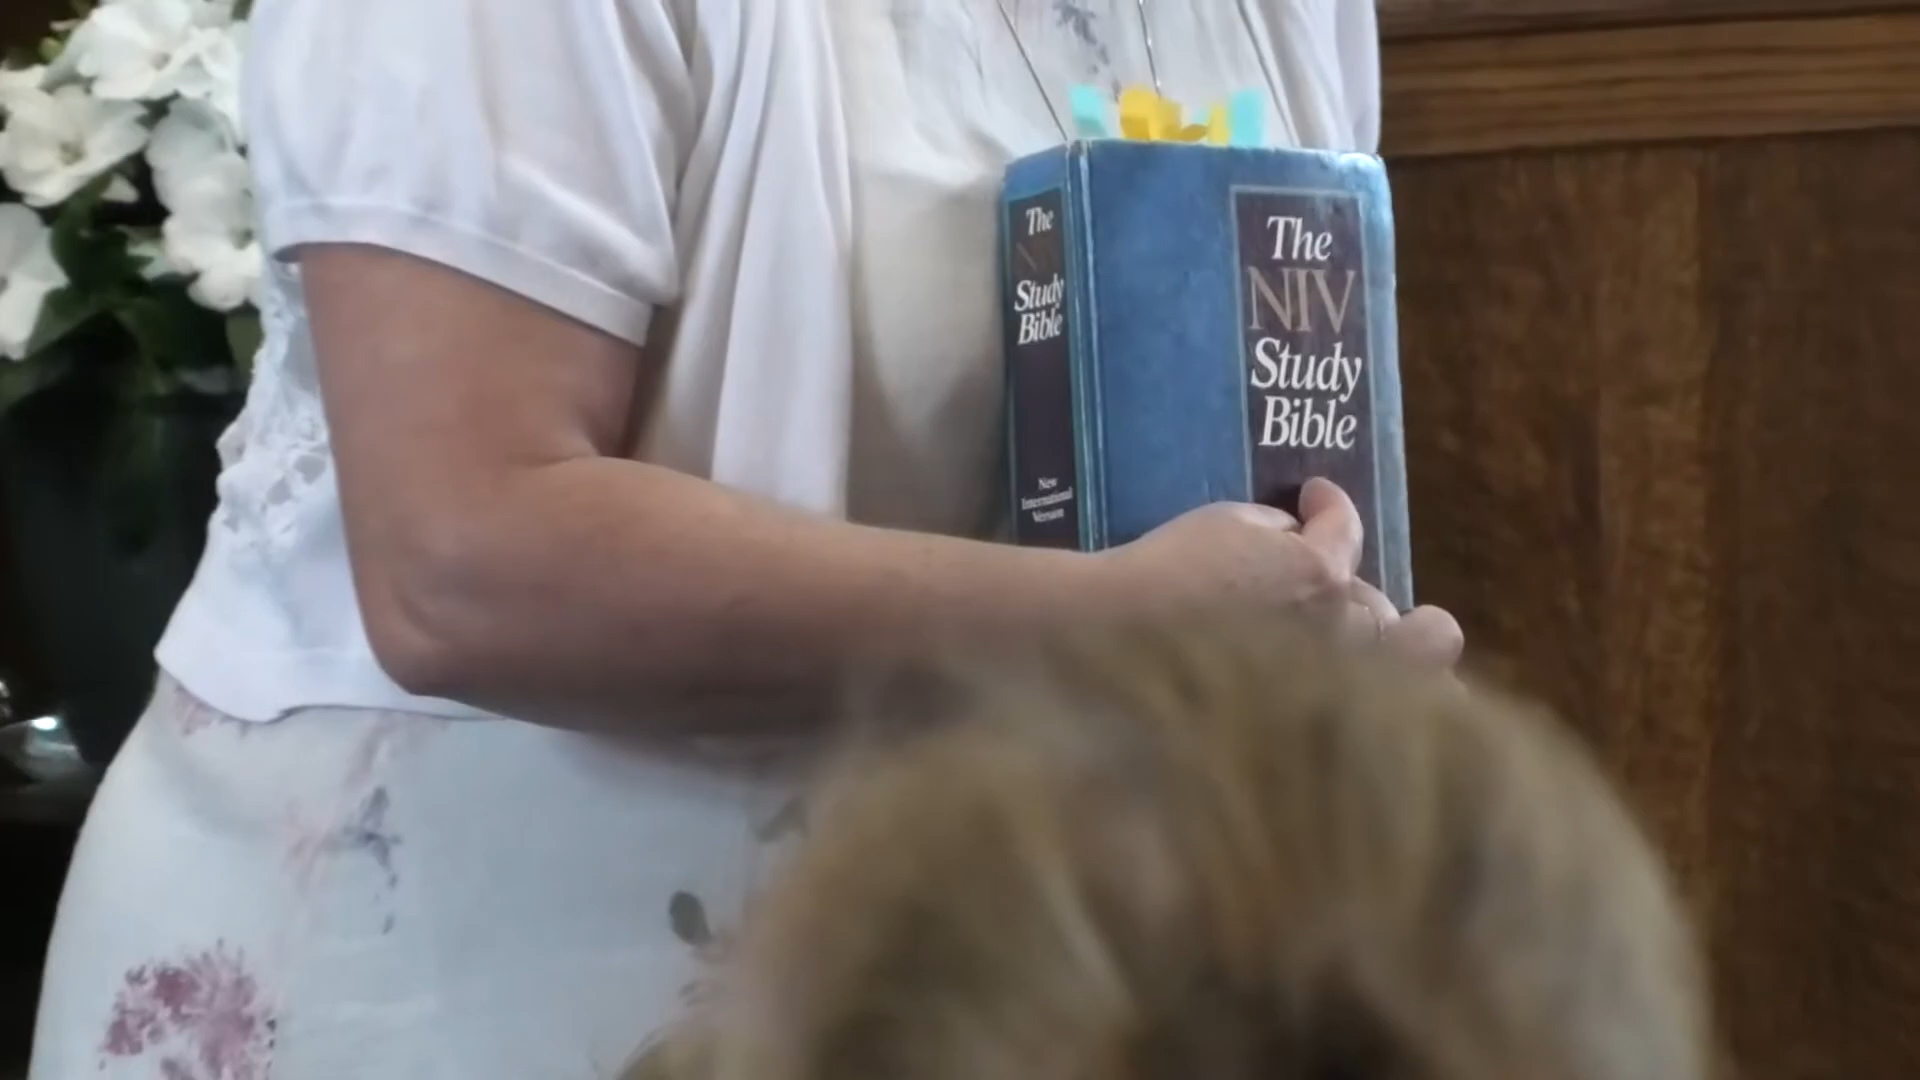 The
NIV
Study
Bible
New
International
Version
The
NIV
Study
Bible